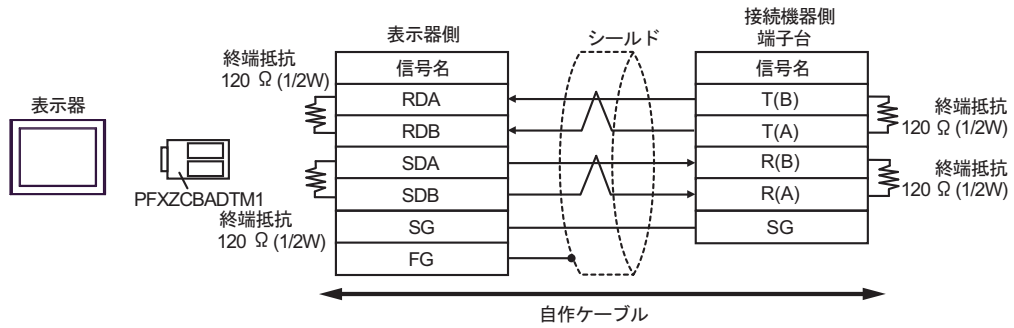 表示器
PFXZCBADTM1
終端抵抗
120 Ω (1/2W)
終端抵抗
120 Ω (1/2W)
表示器側
信号名
RDA
RDB
SDA
SDB
SG
FG
シールド
接続機器側
端子台
信号名
T(B)
T(A)
R(B)
R(A)
SG
終端抵抗
120 Ω (1/2W)
終端抵抗
120 Ω (1/2W)
自作ケーブル